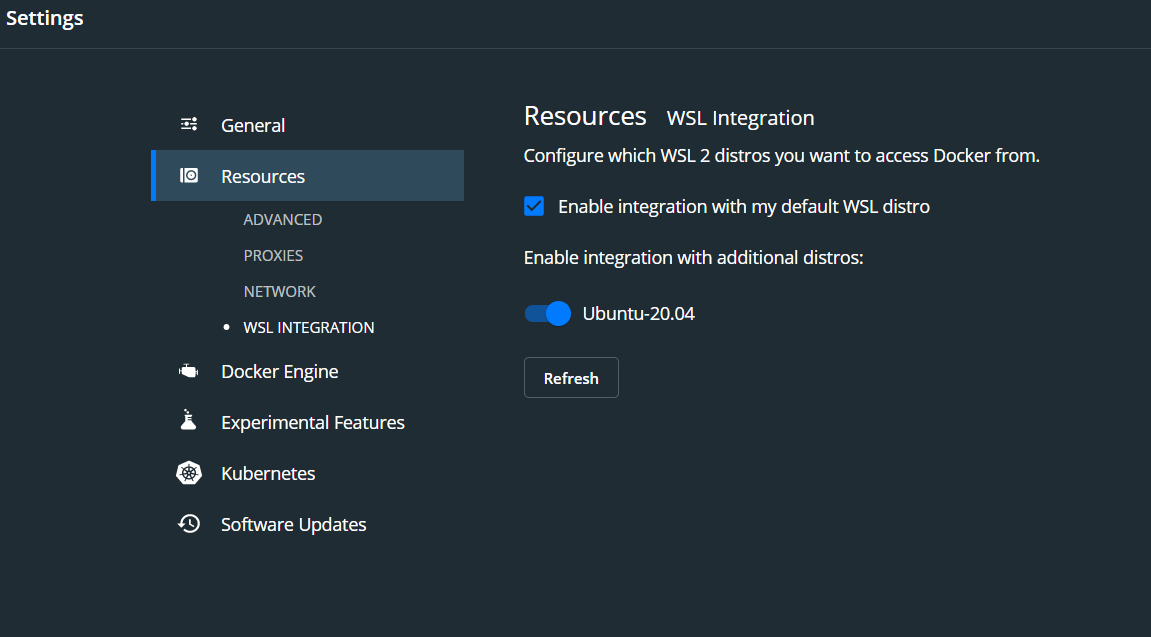 Settings
General
Resources
ADVANCED
PROXIES
NETWORK
WSL INTEGRATION
Docker Engine
Experimental Features
Kubernetes
Software Updates
Resources WSL Integration
Configure which WSL 2 distros you want to access Docker from.
Enable integration with my default WSL distro
Enable integration with additional distros:
Ubuntu-20.04
Refresh